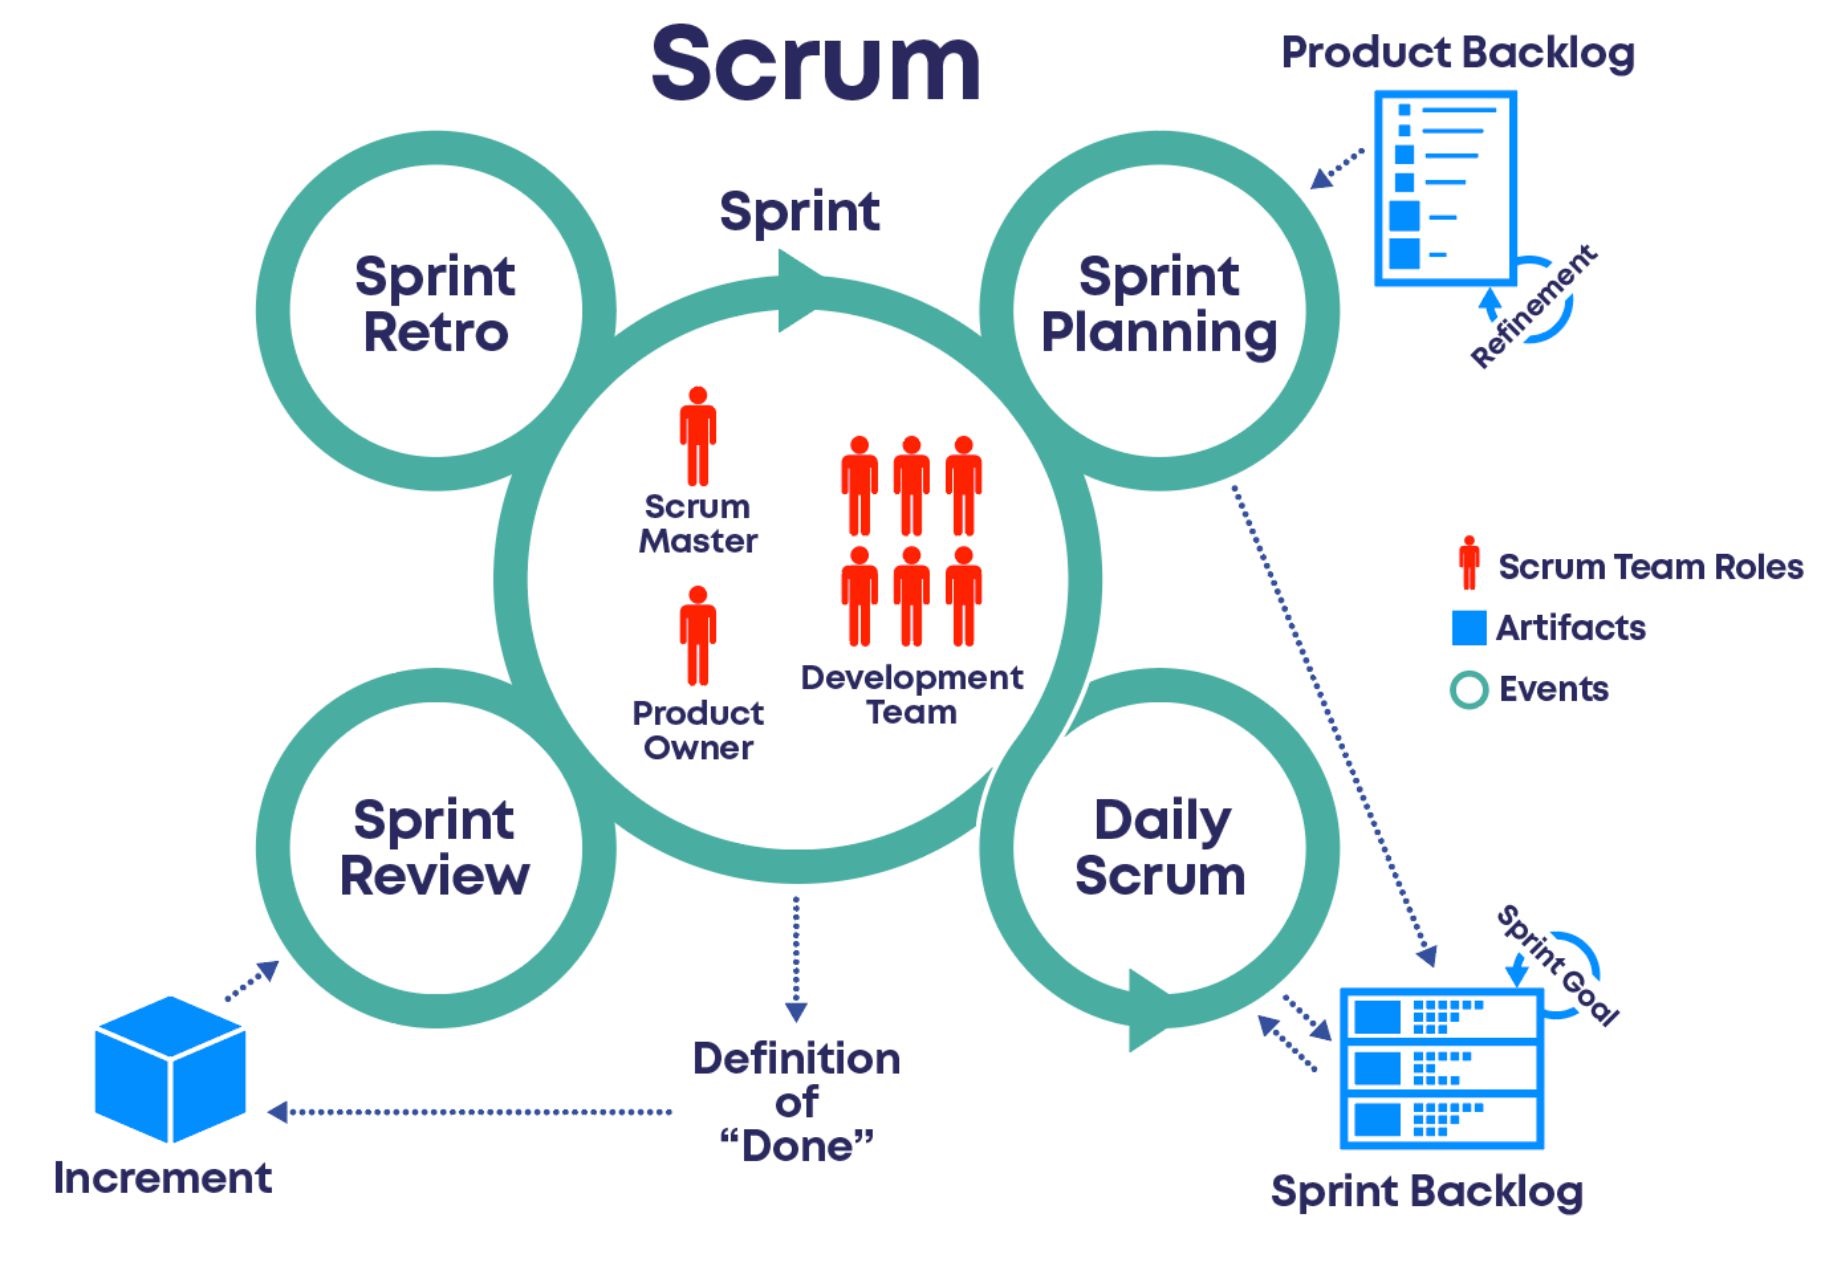 Scrum
Product Backlog
Sprint
Sprint
Retro
Sprint
Planning
Refinement
Scrum
Master
Product
Owner
Development
Team
Scrum Team Roles
Artifacts
Events
Sprint
Review
Daily
Scrum
Sprint Goal
Definition
of
“Done”
Increment
Sprint Backlog